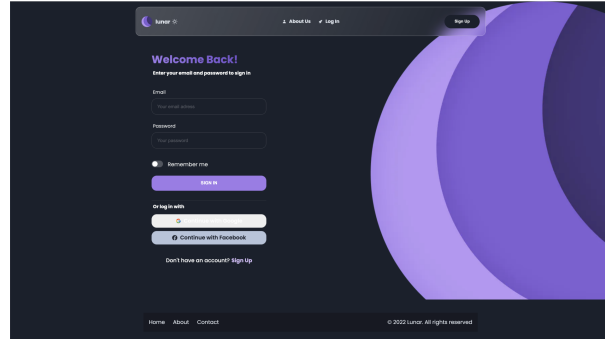 lunar
About Us
Log In
Sign Up
Welcome Back!
Enter your email and password to sign in
Email
Your email adress
Password
Your password
Remember me
SIGN IN
Or log in with
Continue with Facebook
Don't have an account? Sign Up
Home About Contact
© 2022 Lunar. All rights reserved